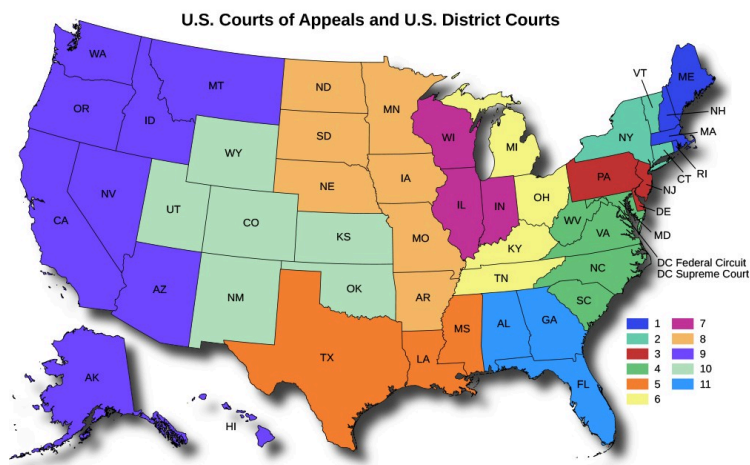 U.S. Courts of Appeals and U.S. District Courts
WA
OR
ID
MT
ND
MN
SD
WY
NE
IA
NV
UT
CO
CA
KS
MO
AZ
NM
OK
AR
TX
LA
MS
AL
GA
FL
WI
MI
IL
IN
OH
KY
TN
WV
VA
NC
SC
PA
NY
VT
ME
NH
MA
RI
CT
NJ
DE
MD
DC Federal Circuit
DC Supreme Court
AK
HI
1
2
3
4
5
6
7
8
9
10
11